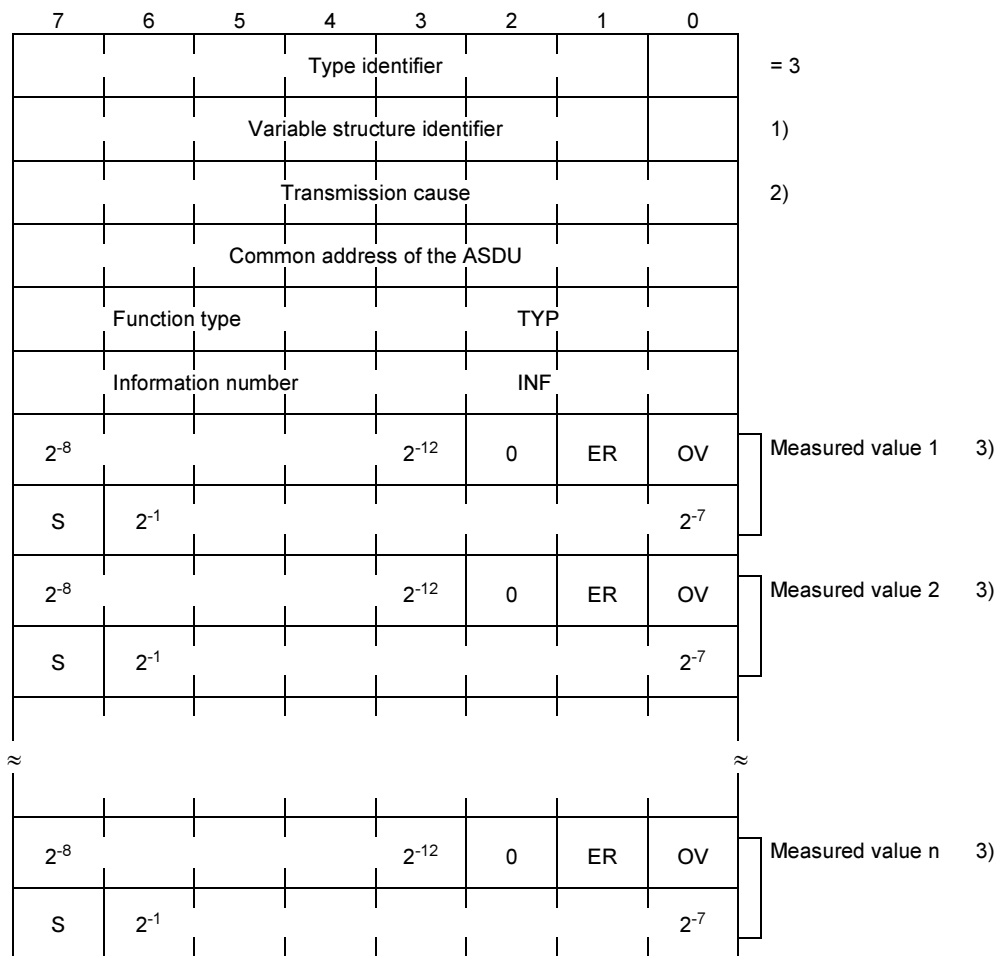 7 6 5 4 3 2 1 0
Type identifier = 3
Variable structure identifier 1)
Transmission cause 2)
Common address of the ASDU
Function type TYP
Information number INF
2⁻⁸ 2⁻¹² 0 ER OV Measured value 1 3)
S 2⁻¹ 2⁻⁷
2⁻⁸ 2⁻¹² 0 ER OV Measured value 2 3)
S 2⁻¹ 2⁻⁷
≈ ≈
2⁻⁸ 2⁻¹² 0 ER OV Measured value n 3)
S 2⁻¹ 2⁻⁷